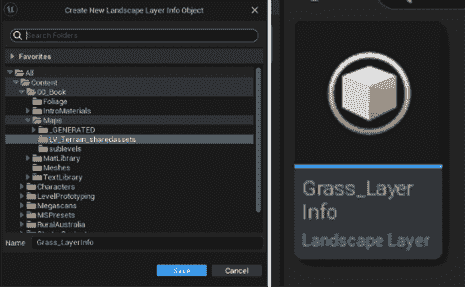 Create New Landscape Layer Info Object
Search Folders
Favorites
All
Content
00_Book
Foliage
IntroMaterials
Maps
_GENERATED
LV_Terrain_sharedassets
sublevels
MatLibrary
Meshes
TextLibrary
Characters
LevelPrototyping
Megascans
MSPresets
RuralAustralia
Name Grass_LayerInfo
Save Cancel
Grass_Layer
Info
Landscape Layer